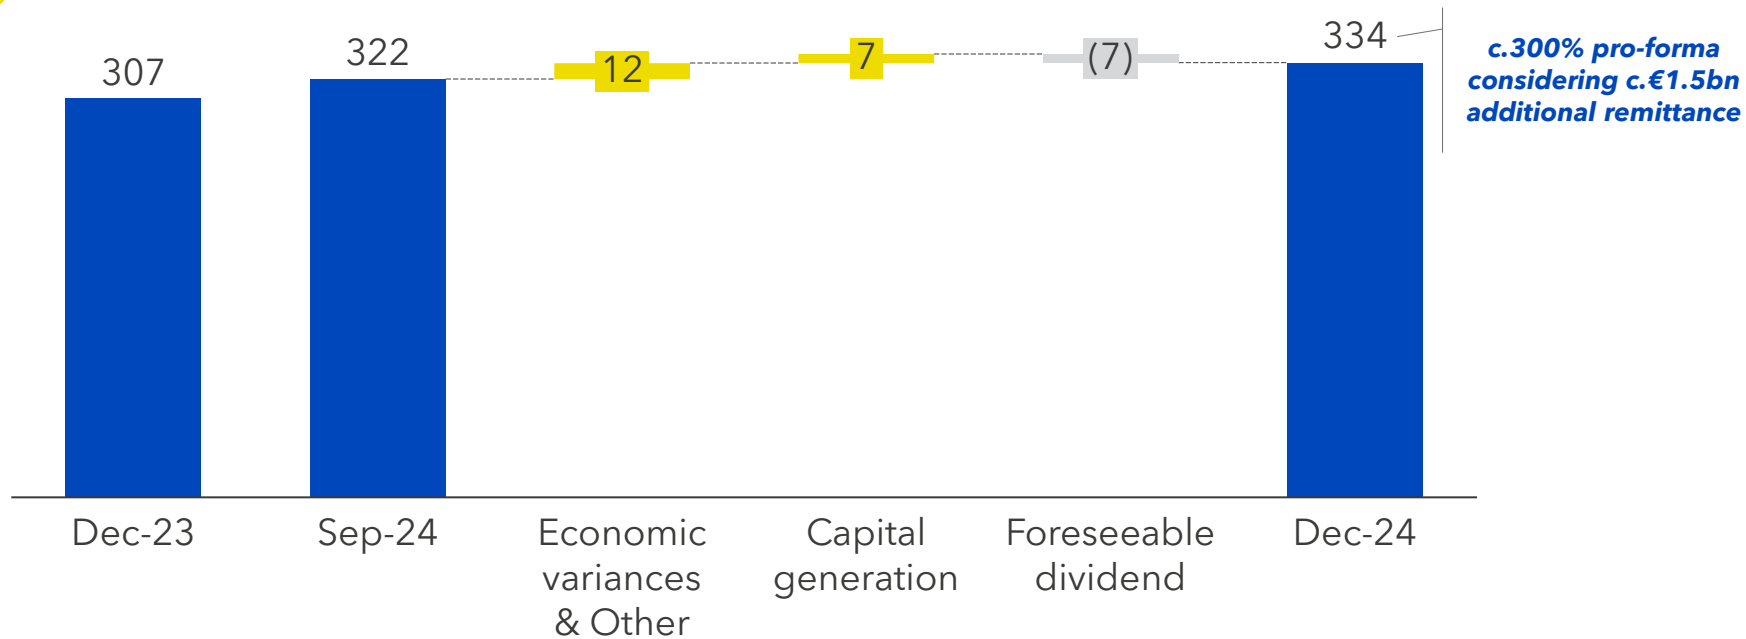 307
322
12
7
(7)
334
c.300% pro-forma
considering c.€1.5bn
additional remittance
Dec-23
Sep-24
Economic
variances
& Other
Capital
generation
Foreseeable
dividend
Dec-24